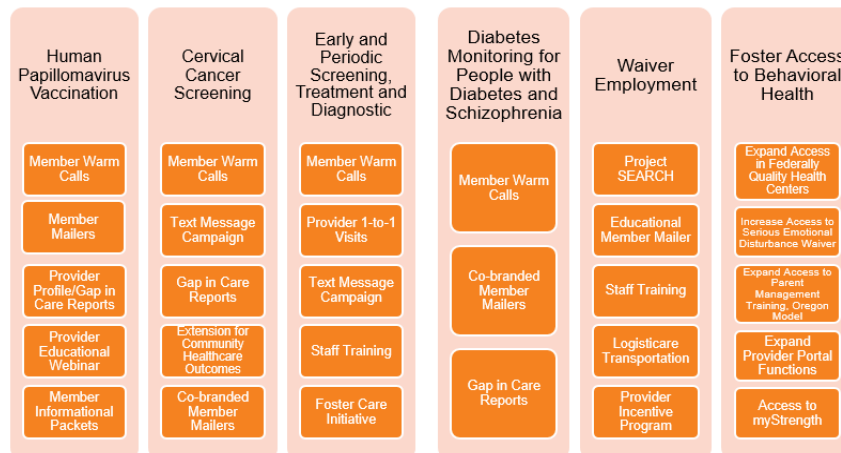 Human
Papillomavirus
Vaccination
Member Warm
Calls
Member
Mailers
Provider
Profile/Gap in
Care Reports
Provider
Educational
Webinar
Member
Informational
Packets
Cervical
Cancer
Screening
Member Warm
Calls
Text Message
Campaign
Gap in Care
Reports
Extension for
Community
Healthcare
Outcomes
Co-branded
Member
Mailers
Early and
Periodic
Screening,
Treatment and
Diagnostic
Member Warm
Calls
Provider 1-to-1
Visits
Text Message
Campaign
Staff Training
Foster Care
Initiative
Diabetes
Monitoring for
People with
Diabetes and
Schizophrenia
Member Warm
Calls
Co-branded
Member
Mailers
Gap in Care
Reports
Waiver
Employment
Project
SEARCH
Educational
Member Mailer
Staff Training
Logisticare
Transportation
Provider
Incentive
Program
Foster Access
to Behavioral
Health
Expand Access
in Federally
Quality Health
Centers
Increase Access to
Serious Emotional
Disturbance Waiver
Expand Access to
Parent
Management
Training, Oregon
Model
Expand
Provider Portal
Functions
Access to
myStrength